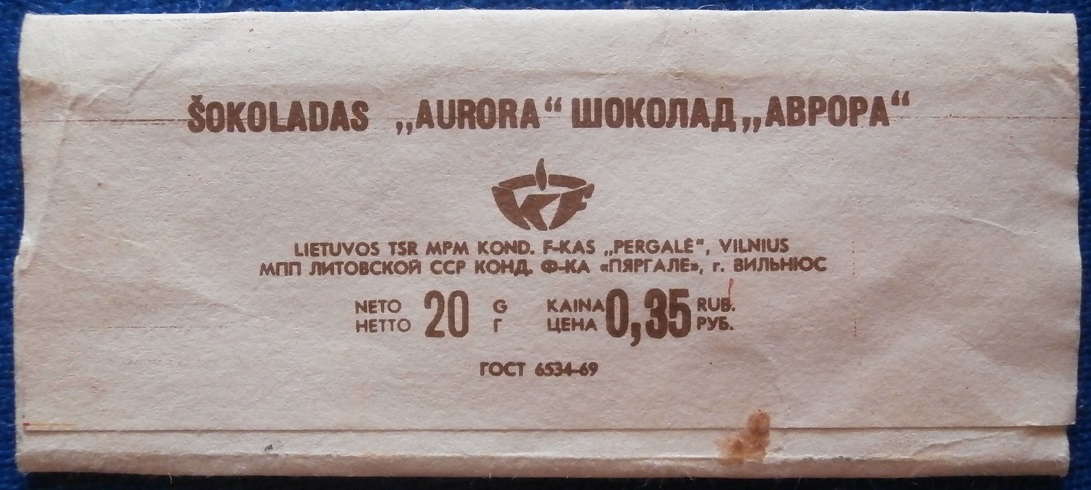 ŠOKOLADAS „AURORA“ ШОКОЛАД „АВРОРА“
KF
LIETUVOS TSR MPM KOND. F-KAS „PERGALĖ“, VILNIUS
МПП ЛИТОВСКОЙ ССР КОНД. Ф-КА «ПЯРГАЛЕ», г. ВИЛЬНЮС
NETO 20 G KAINA 0,35 RUB.
НЕТТО Г ЦЕНА РУБ.
ГОСТ 6534-69